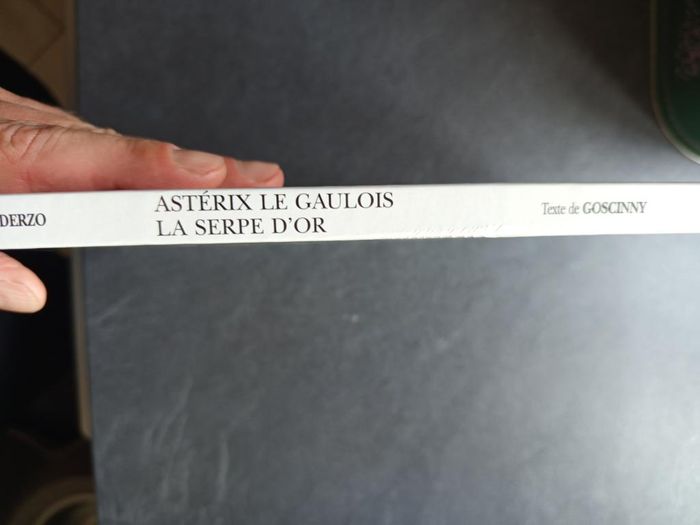 DERZO
ASTÉRIX LE GAULOIS
LA SERPE D'OR
Texte de GOSCINNY